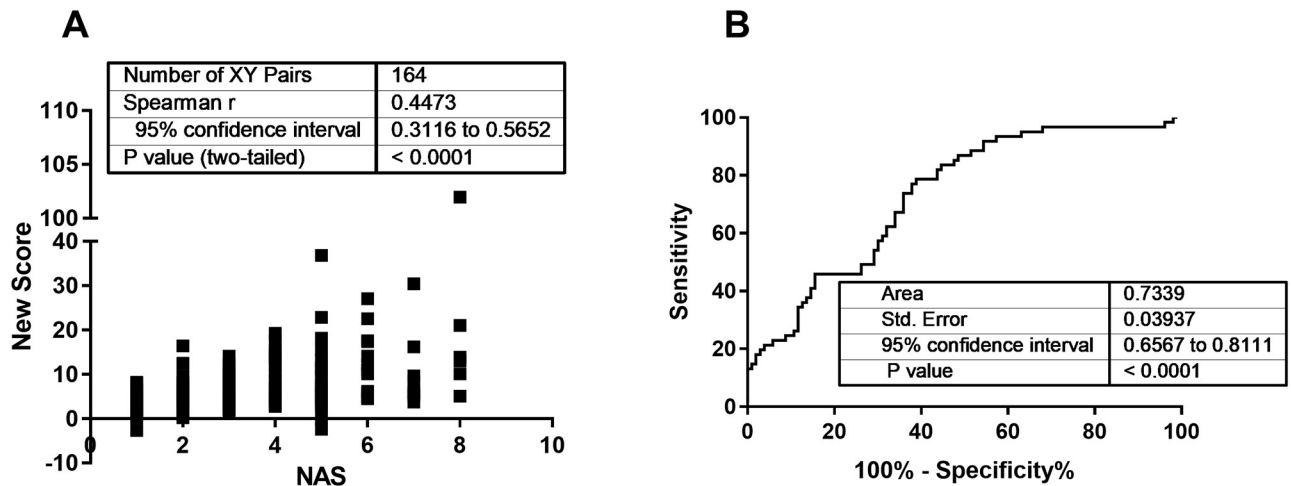 A
Number of XY Pairs 164
Spearman r 0.4473
95% confidence interval 0.3116 to 0.5652
P value (two-tailed) < 0.0001
110
105
100
40
30
20
10
0
-10
New Score
0 2 4 6 8 10
NAS
B
100
80
60
40
20
0
Sensitivity
Area 0.7339
Std. Error 0.03937
95% confidence interval 0.6567 to 0.8111
P value < 0.0001
0 20 40 60 80 100
100% - Specificity%